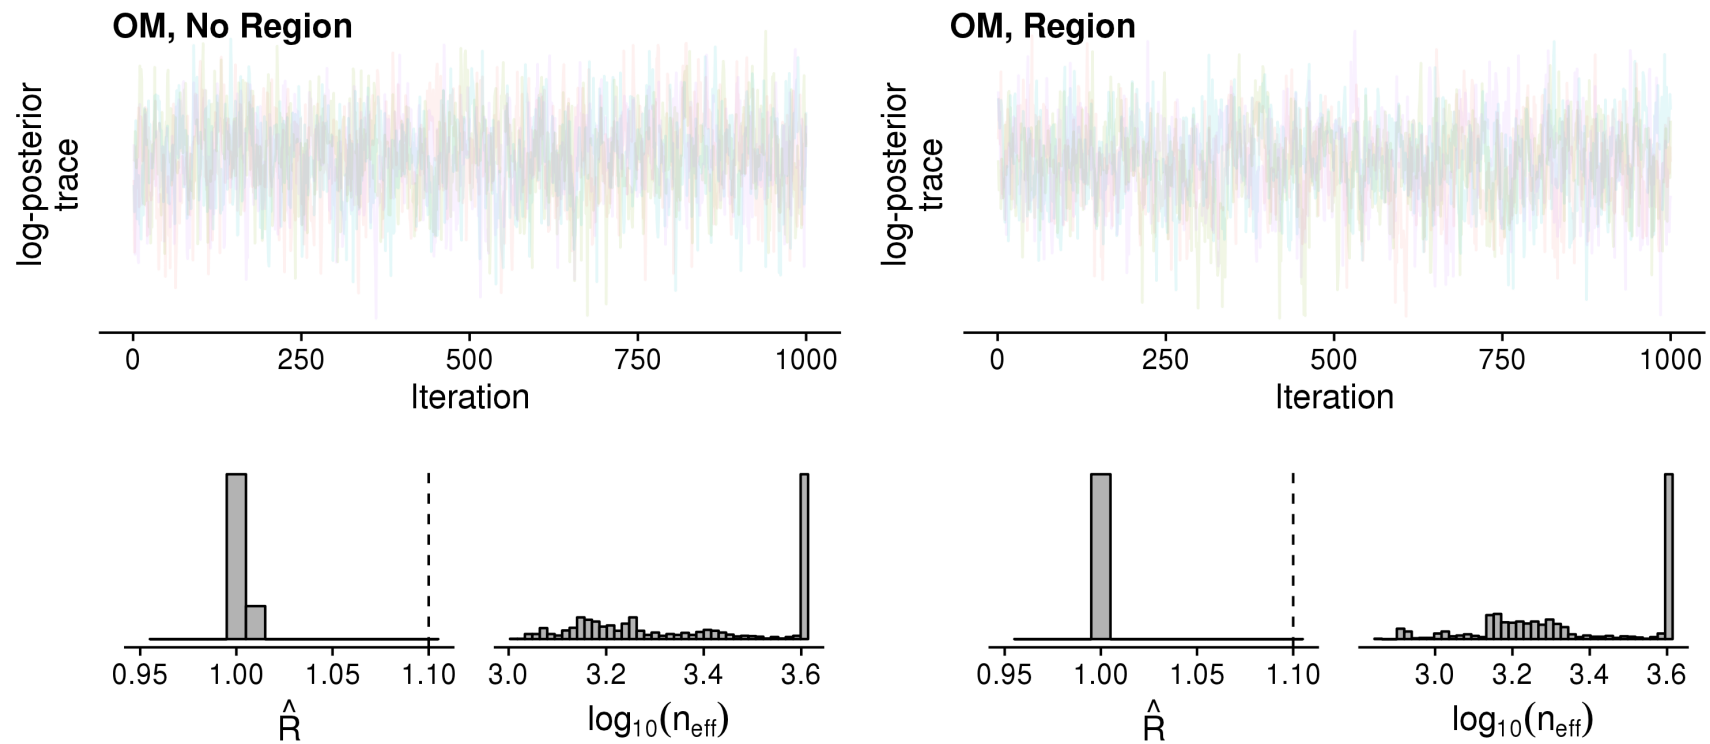 OM, No Region
log-posterior
trace
0 250 500 750 1000
Iteration
0.95 1.00 1.05 1.10
R̂
3.0 3.2 3.4 3.6
log₁₀(n_eff)
OM, Region
log-posterior
trace
0 250 500 750 1000
Iteration
0.95 1.00 1.05 1.10
R̂
3.0 3.2 3.4 3.6
log₁₀(n_eff)